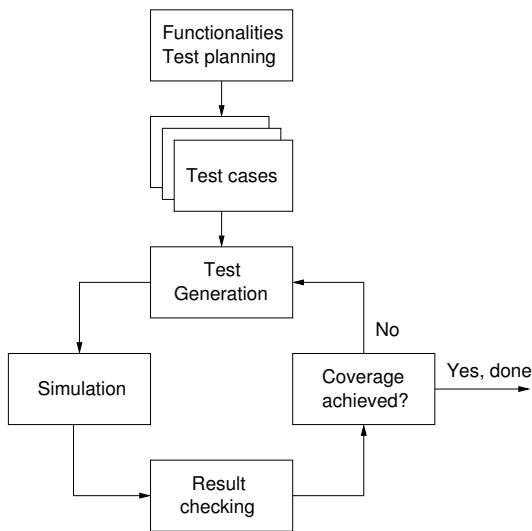 Functionalities
Test planning
Test cases
Test
Generation
No
Simulation
Coverage
achieved?
Yes, done
Result
checking